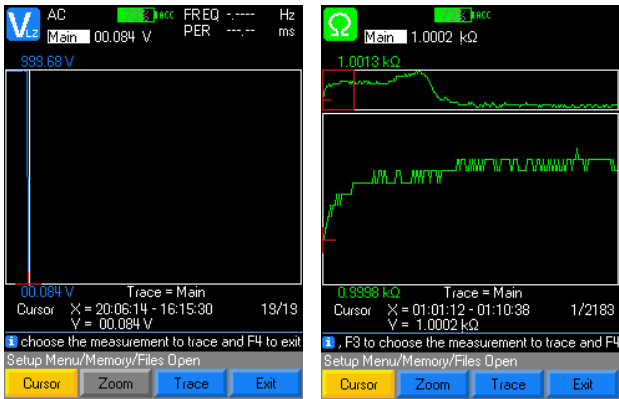 VLZ
AC
ACC
FREQ -.---- Hz
Main 00.084 V
PER ---.-- ms
999.68 V
00.084 V
Trace = Main
Cursor X = 20:06:14 - 16:15:30 19/19
V = 00.084 V
i choose the measurement to trace and F4 to exit
Setup Menu/Memory/Files Open
Cursor Zoom Trace Exit
Ω
ACC
Main 1.0002 kΩ
1.0013 kΩ
0.9998 kΩ
Trace = Main
Cursor X = 01:01:12 - 01:10:38 1/2183
V = 1.0002 kΩ
i , F3 to choose the measurement to trace and F4
Setup Menu/Memory/Files Open
Cursor Zoom Trace Exit